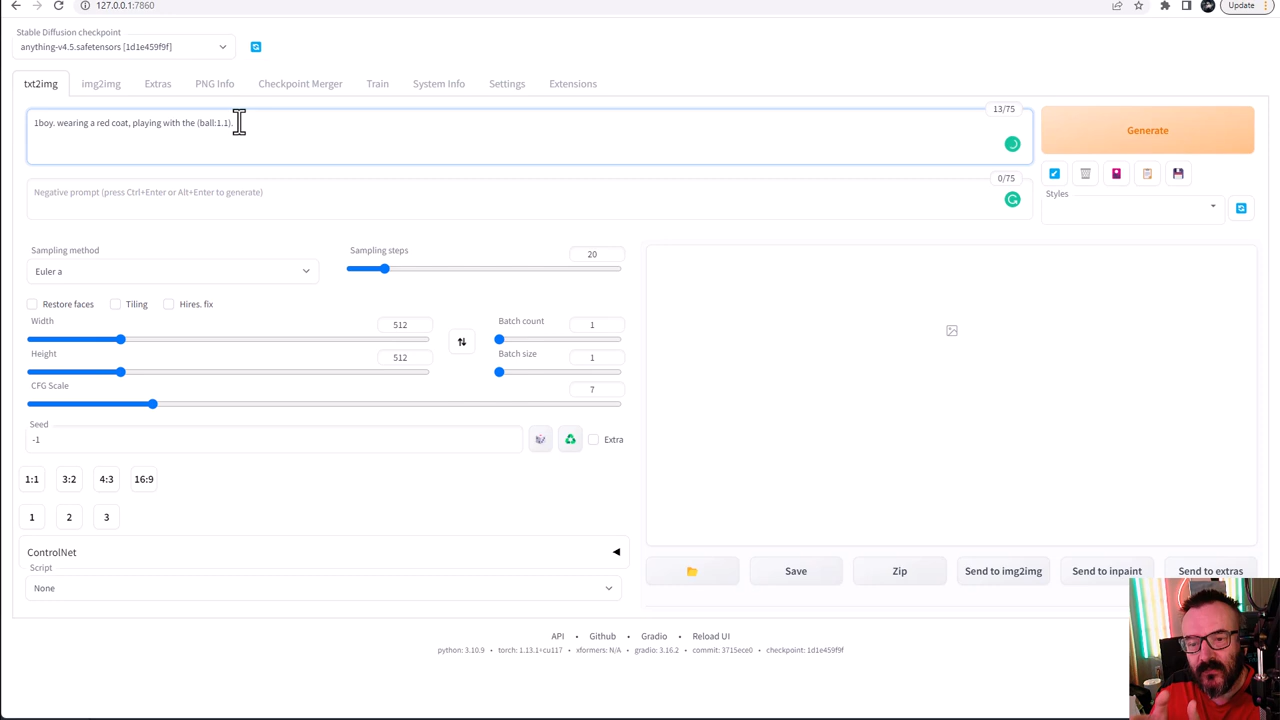 127.0.0.1:7860
Update
Stable Diffusion checkpoint
anything-v4.5.safetensors [1d1e459f9f]
txt2img
img2img
Extras
PNG Info
Checkpoint Merger
Train
System Info
Settings
Extensions
1boy. wearing a red coat, playing with the (ball:1.1).
13/75
Generate
Negative prompt (press Ctrl+Enter or Alt+Enter to generate)
0/75
Styles
Sampling method
Euler a
Sampling steps
20
Restore faces
Tiling
Hires. fix
Width
512
Batch count
1
Height
512
Batch size
1
CFG Scale
7
Seed
-1
Extra
1:1
3:2
4:3
16:9
1
2
3
ControlNet
Script
None
Save
Zip
Send to img2img
Send to inpaint
Send to extras
API • Github • Gradio • Reload UI
python: 3.10.9 • torch: 1.13.1+cu117 • xformers: N/A • gradio: 3.16.2 • commit: 3715ece0 • checkpoint: 1d1e459f9f